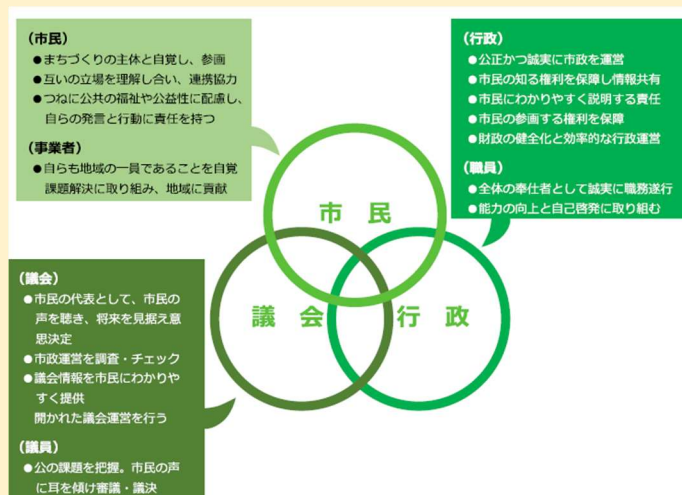 (市民)
●まちづくりの主体と自覚し、参画
●互いの立場を理解し合い、連携協力
●つねに公共の福祉や公益性に配慮し、
自らの発言と行動に責任を持つ
(事業者)
●自らも地域の一員であることを自覚
課題解決に取り組み、地域に貢献
(行政)
●公正かつ誠実に市政を運営
●市民の知る権利を保障し情報共有
●市民にわかりやすく説明する責任
●市民の参画する権利を保障
●財政の健全化と効率的な行政運営
(職員)
●全体の奉仕者として誠実に職務遂行
●能力の向上と自己啓発に取り組む
市民
議会
行政
(議会)
●市民の代表として、市民の
声を聴き、将来を見据え意
思決定
●市政運営を調査・チェック
●議会情報を市民にわかりや
すく提供
開かれた議会運営を行う
(議員)
●公の課題を把握。市民の声
に耳を傾け審議・議決